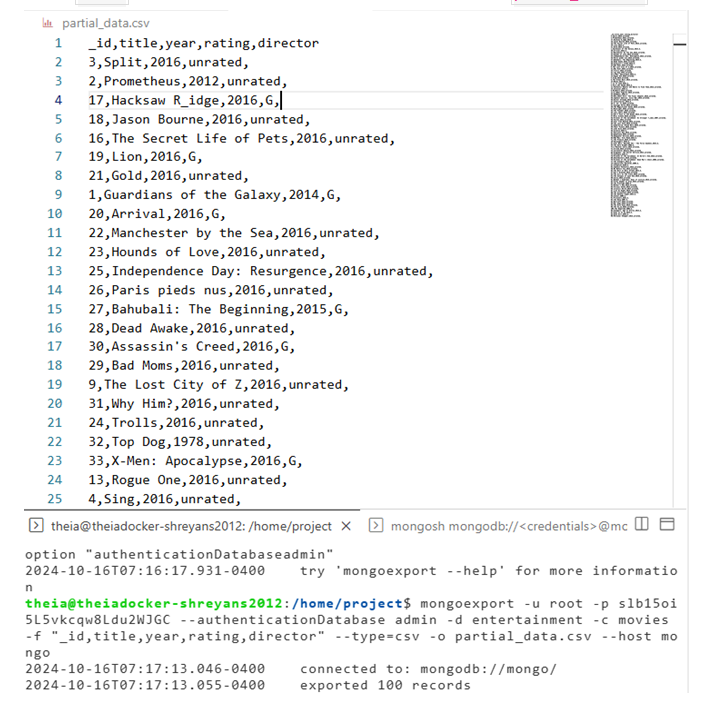 partial_data.csv
1 _id,title,year,rating,director
2 3,Split,2016,unrated,
3 2,Prometheus,2012,unrated,
4 17,Hacksaw R_idge,2016,G,
5 18,Jason Bourne,2016,unrated,
6 16,The Secret Life of Pets,2016,unrated,
7 19,Lion,2016,G,
8 21,Gold,2016,unrated,
9 1,Guardians of the Galaxy,2014,G,
10 20,Arrival,2016,G,
11 22,Manchester by the Sea,2016,unrated,
12 23,Hounds of Love,2016,unrated,
13 25,Independence Day: Resurgence,2016,unrated,
14 26,Paris pieds nus,2016,unrated,
15 27,Bahubali: The Beginning,2015,G,
16 28,Dead Awake,2016,unrated,
17 30,Assassin's Creed,2016,G,
18 29,Bad Moms,2016,unrated,
19 9,The Lost City of Z,2016,unrated,
20 31,Why Him?,2016,unrated,
21 24,Trolls,2016,unrated,
22 32,Top Dog,1978,unrated,
23 33,X-Men: Apocalypse,2016,G,
24 13,Rogue One,2016,unrated,
25 4,Sing,2016,unrated,
theia@theiadocker-shreyans2012: /home/project mongosh mongodb://<credentials>@mc
option "authenticationDatabaseadmin"
2024-10-16T07:16:17.931-0400 try 'mongoexport --help' for more informatio
n
theia@theiadocker-shreyans2012:/home/project$ mongoexport -u root -p slb15oi
5L5vkcqw8Ldu2WJGC --authenticationDatabase admin -d entertainment -c movies
-f "_id,title,year,rating,director" --type=csv -o partial_data.csv --host mo
ngo
2024-10-16T07:17:13.046-0400 connected to: mongodb://mongo/
2024-10-16T07:17:13.055-0400 exported 100 records